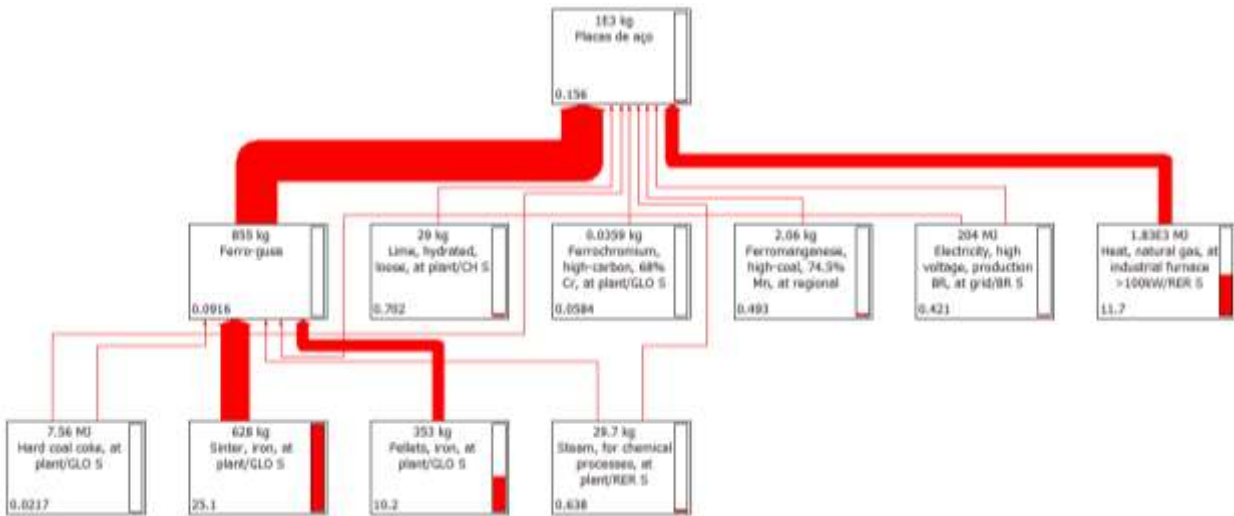 1E3 kg
Placas de aço
0.156
855 kg
Ferro-gusa
0.0916
29 kg
Lime, hydrated,
loose, at plant/CH S
0.702
0.0359 kg
Ferrochromium,
high-carbon, 68%
Cr, at plant/GLO S
0.0584
2.06 kg
Ferromanganese,
high-coal, 74.5%
Mn, at regional
0.493
204 MJ
Electricity, high
voltage, production
BR, at grid/BR S
0.421
1.83E3 MJ
Heat, natural gas, at
industrial furnace
>100kW/RER S
11.7
7.56 MJ
Hard coal coke, at
plant/GLO S
0.0217
628 kg
Sinter, iron, at
plant/GLO S
25.1
353 kg
Pellets, iron, at
plant/GLO S
10.2
29.7 kg
Steam, for chemical
processes, at
plant/RER S
0.638